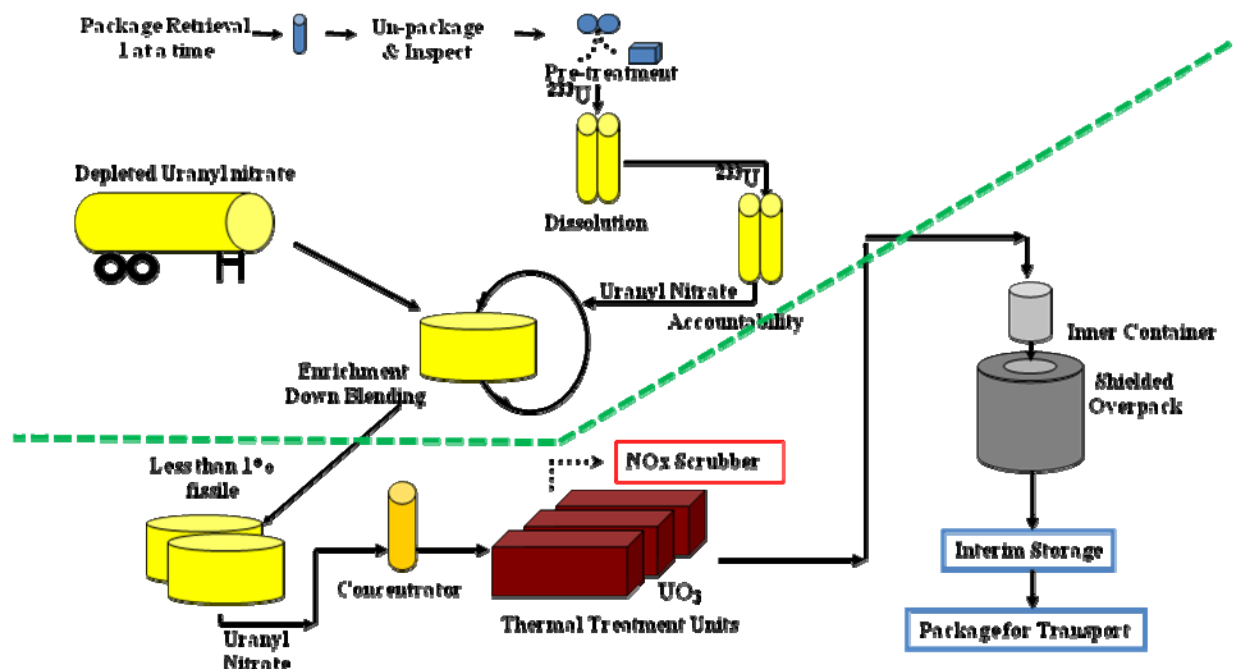 Package Retrieval
1 at a time
Un-package
& Inspect
Pre-treatment
233U
Dissolution
233U
Depleted Uranyl nitrate
Uranyl Nitrate
Accountability
Enrichment
Down Blending
Inner Container
Shielded
Overpack
Less than 1%
fissile
NOx Scrubber
Concentrator
UO3
Thermal Treatment Units
Uranyl
Nitrate
Interim Storage
Package for Transport